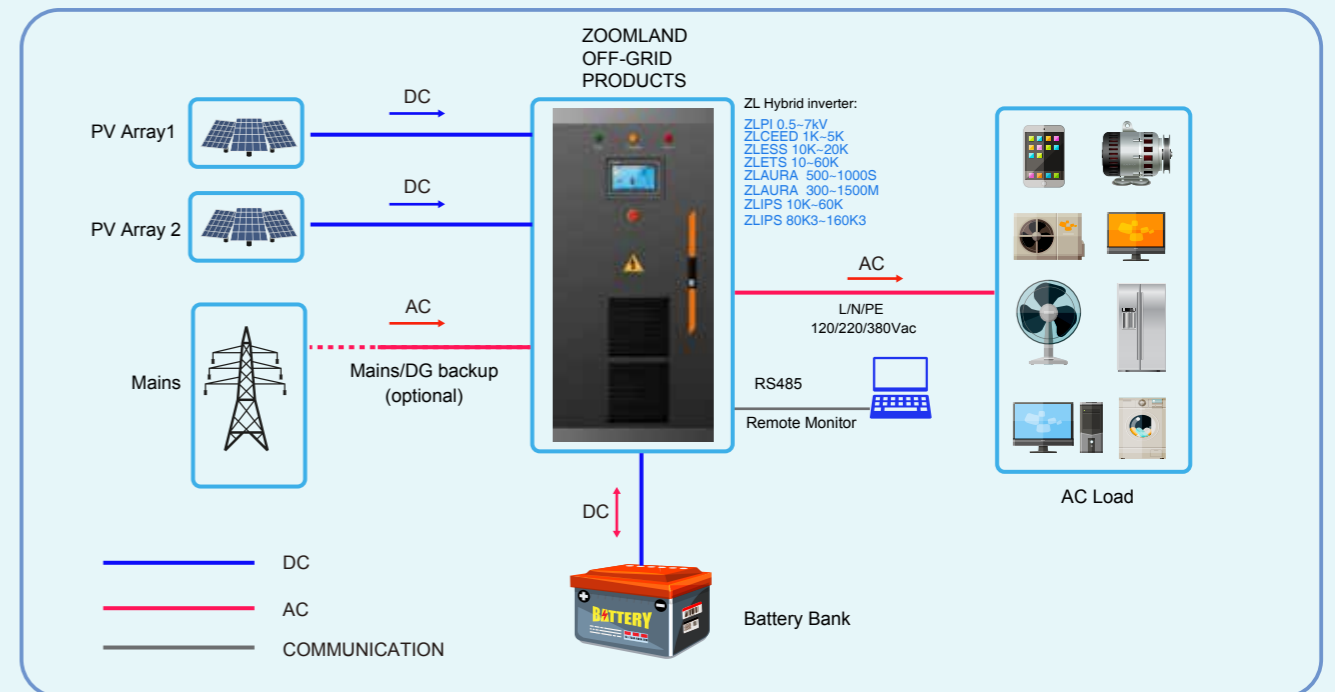 ZOOMLAND
OFF-GRID
PRODUCTS
ZL Hybrid inverter:
ZLPI 0.5~7kV
ZLCEED 1K~5K
ZLESS 10K~20K
ZLETS 10~60K
ZLAURA 500~1000S
ZLAURA 300~1500M
ZLIPS 10K~60K
ZLIPS 80K3~160K3
PV Array1
DC
PV Array 2
DC
Mains
AC
Mains/DG backup
(optional)
AC
L/N/PE
120/220/380Vac
RS485
Remote Monitor
AC Load
DC
BATTERY
Battery Bank
DC
AC
COMMUNICATION